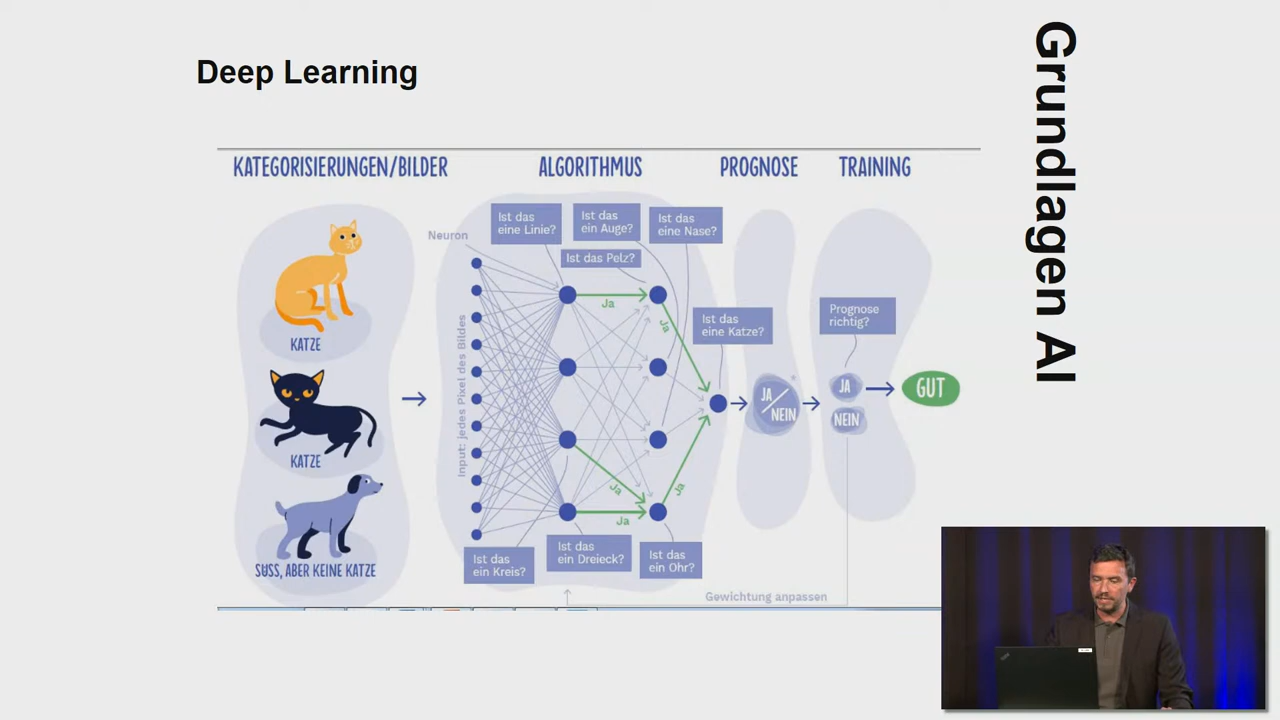 Deep Learning
Grundlagen AI
KATEGORISIERUNGEN/BILDER
ALGORITHMUS
PROGNOSE
TRAINING
KATZE
KATZE
SÜSS, ABER KEINE KATZE
Neuron
Input: jedes Pixel des Bildes
Ist das
eine Linie?
Ist das
ein Auge?
Ist das
eine Nase?
Ist das Pelz?
Ja
Ja
Ja
Ja
Ja
Ist das
eine Katze?
Ist das
ein Kreis?
Ist das
ein Dreieck?
Ist das
ein Ohr?
JA/
NEIN
Prognose
richtig?
JA
NEIN
GUT
Gewichtung anpassen